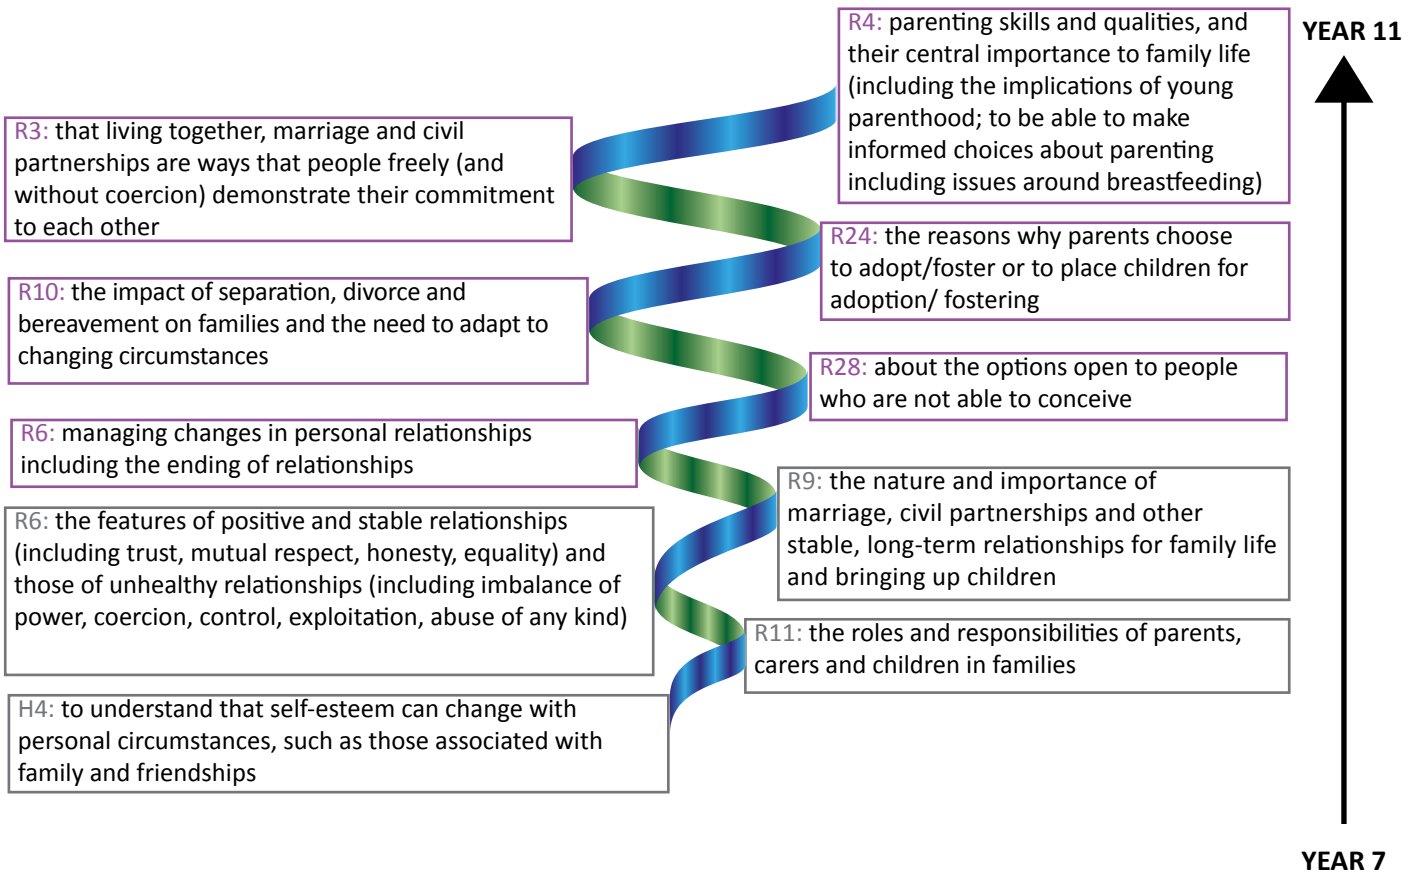 R4: parenting skills and qualities, and
their central importance to family life
(including the implications of young
parenthood; to be able to make
informed choices about parenting
including issues around breastfeeding)
YEAR 11
R3: that living together, marriage and civil
partnerships are ways that people freely (and
without coercion) demonstrate their commitment
to each other
R24: the reasons why parents choose
to adopt/foster or to place children for
adoption/ fostering
R10: the impact of separation, divorce and
bereavement on families and the need to adapt to
changing circumstances
R28: about the options open to people
who are not able to conceive
R6: managing changes in personal relationships
including the ending of relationships
R9: the nature and importance of
marriage, civil partnerships and other
stable, long-term relationships for family life
and bringing up children
R6: the features of positive and stable relationships
(including trust, mutual respect, honesty, equality) and
those of unhealthy relationships (including imbalance of
power, coercion, control, exploitation, abuse of any kind)
R11: the roles and responsibilities of parents,
carers and children in families
H4: to understand that self-esteem can change with
personal circumstances, such as those associated with
family and friendships
YEAR 7